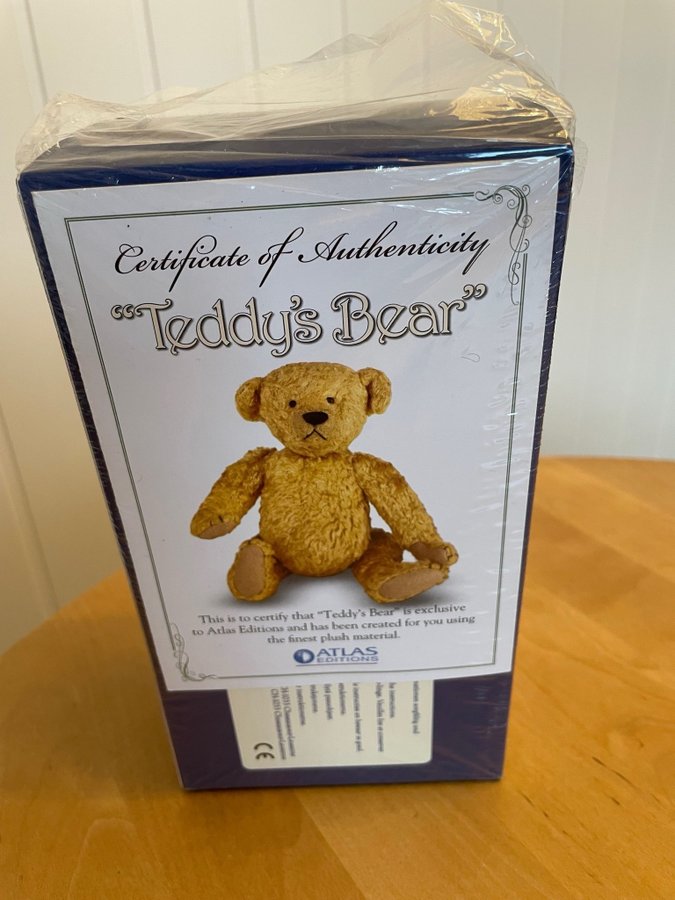 Certificate of Authenticity
“Teddy's Bear”
This is to certify that “Teddy's Bear” is exclusive
to Atlas Editions and has been created for you using
the finest plush material.
ATLAS
EDITIONS
CE